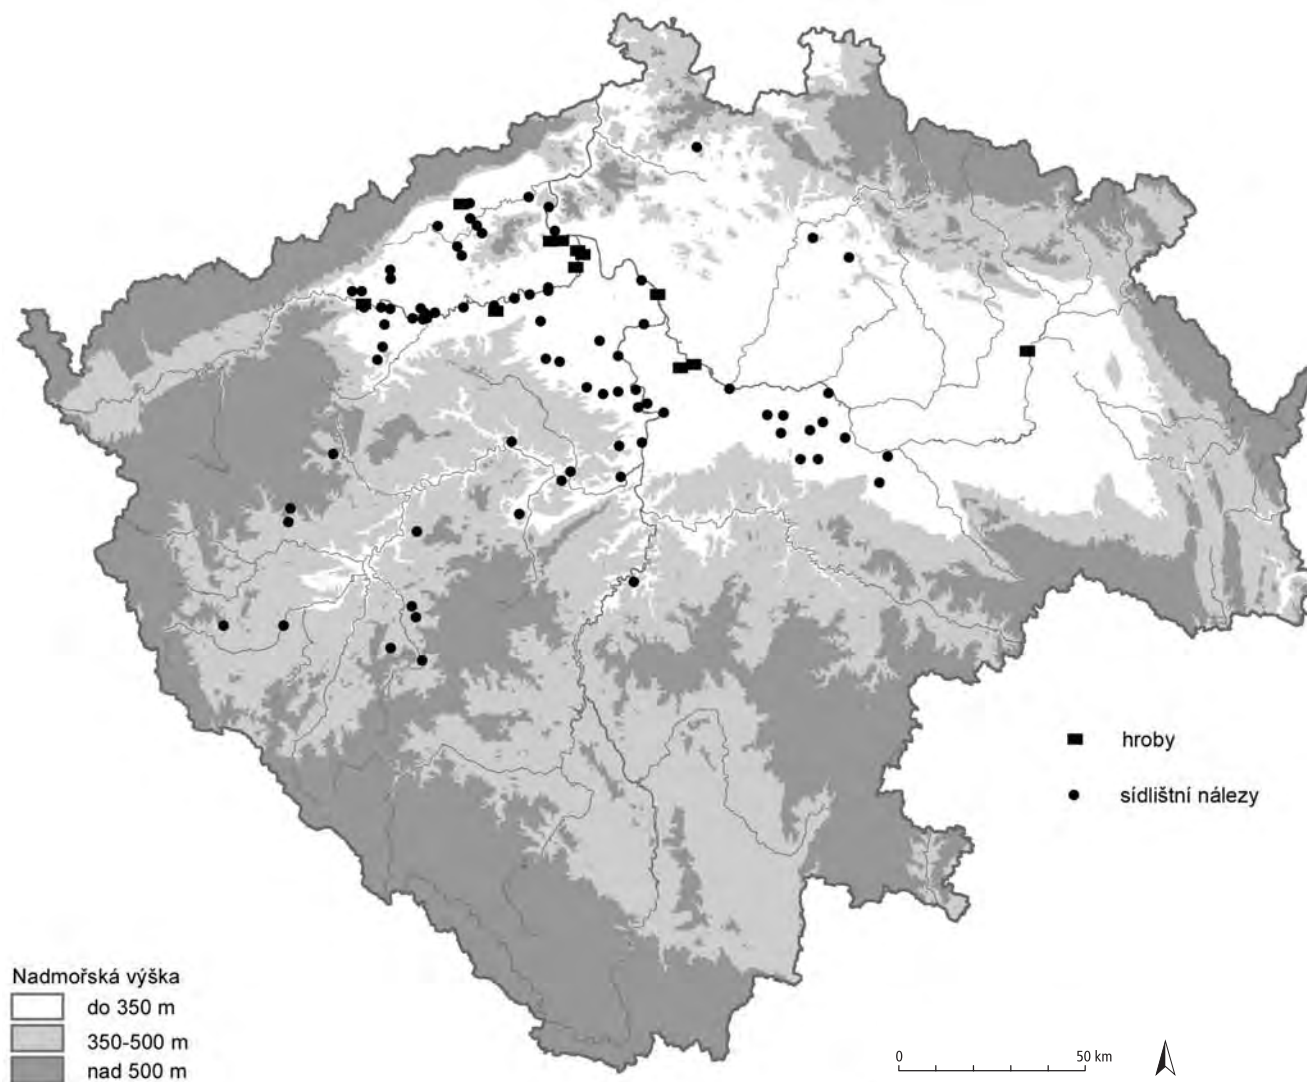 hroby
sídlištní nálezy
Nadmořská výška
do 350 m
350-500 m
nad 500 m
0 50 km